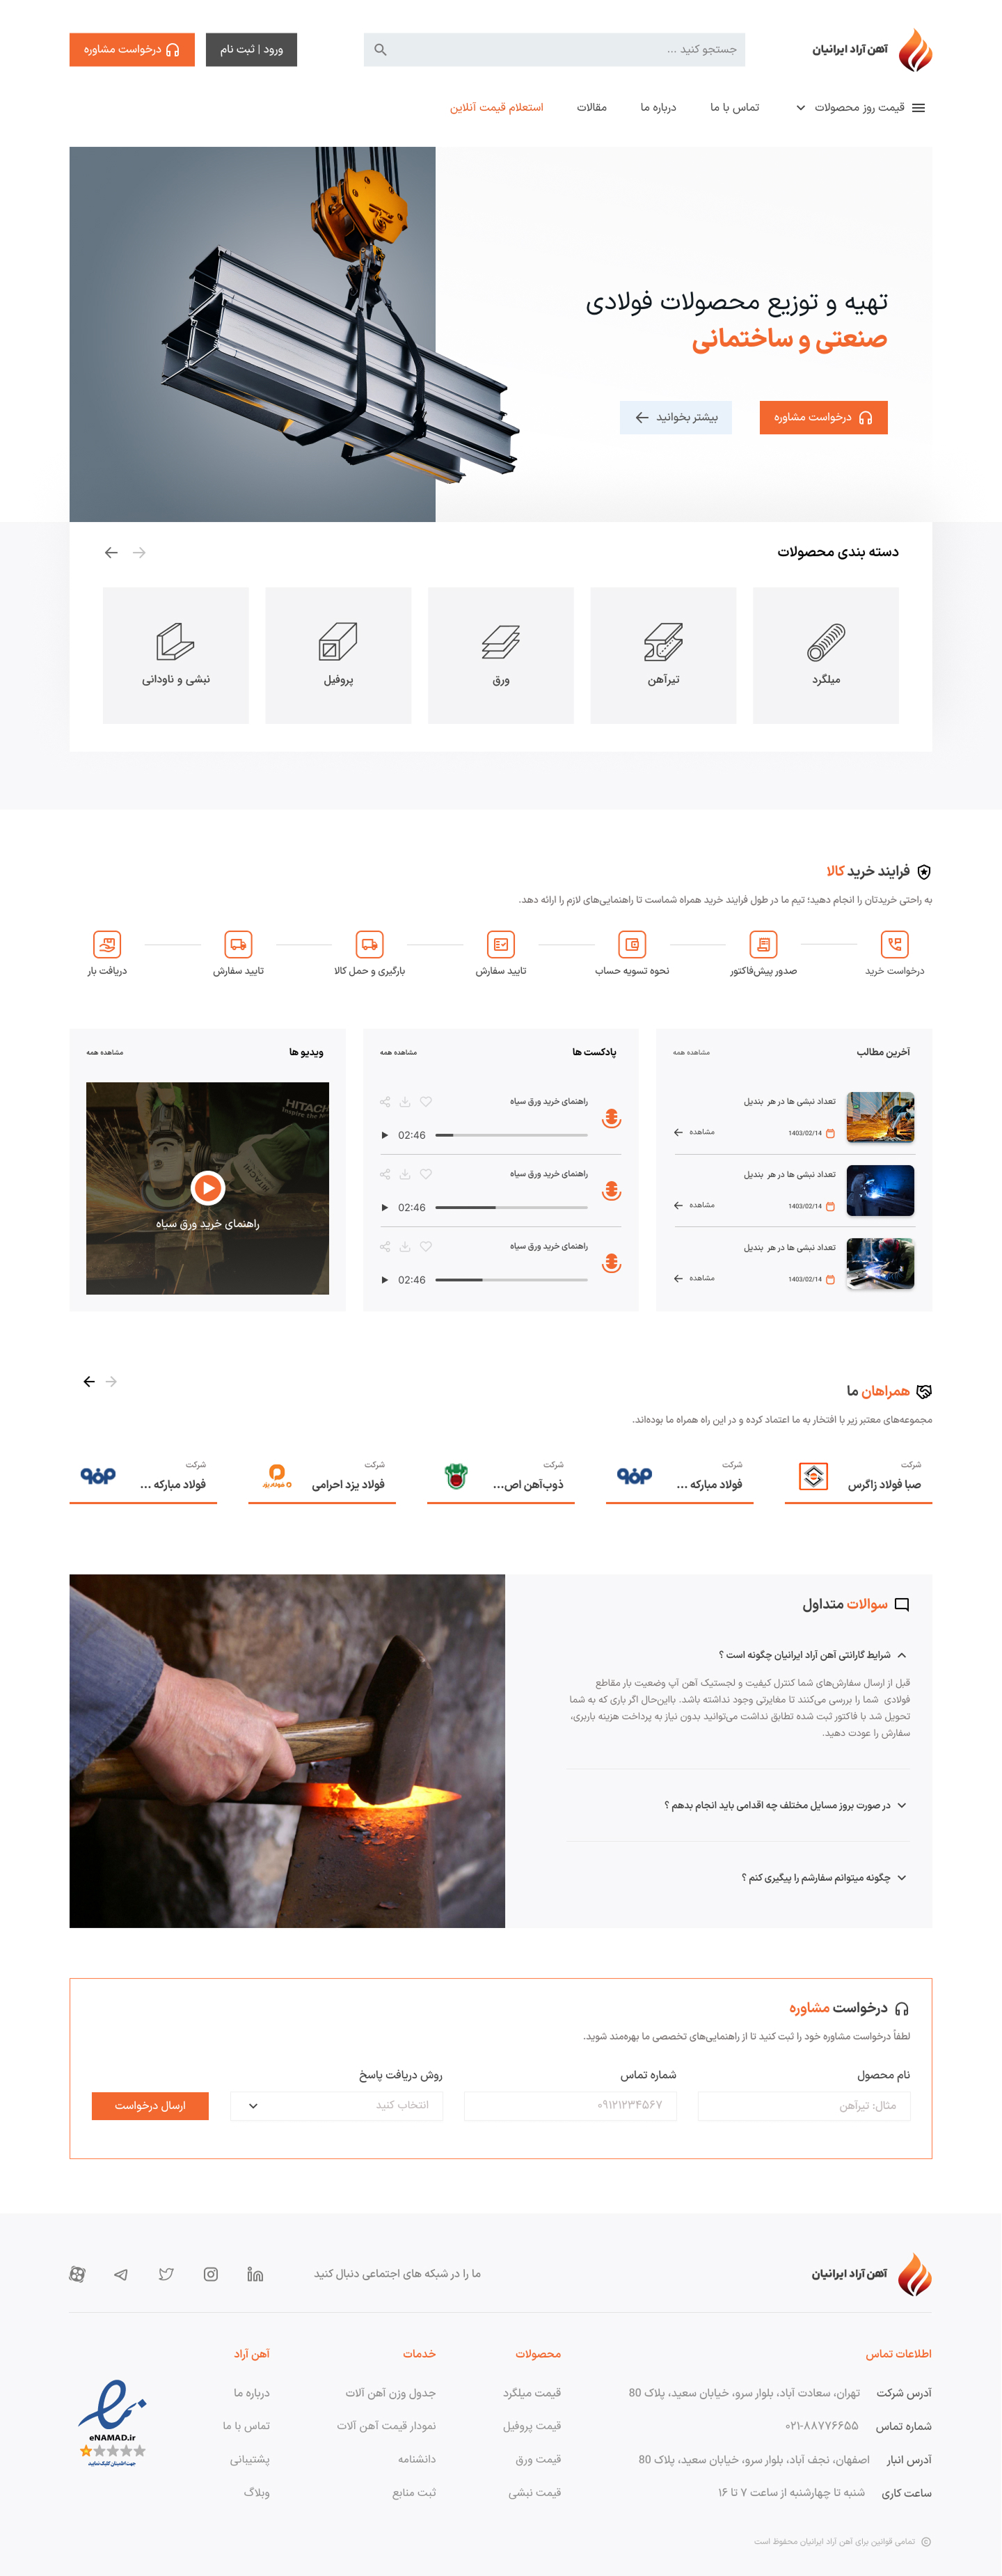 آهن آراد ایرانیان
جستجو کنید ...
ورود | ثبت نام
درخواست مشاوره
قیمت روز محصولات
تماس با ما
درباره ما
مقالات
استعلام قیمت آنلاین
تهیه و توزیع محصولات فولادی
صنعتی و ساختمانی
درخواست مشاوره
بیشتر بخوانید
دسته بندی محصولات
میلگرد
تیرآهن
ورق
پروفیل
نبشی و ناودانی
فرایند خرید کالا
به راحتی خریدتان را انجام دهید؛ تیم ما در طول فرایند خرید همراه شماست تا راهنمایی‌های لازم را ارائه دهد.
درخواست خرید
صدور پیش‌فاکتور
نحوه تسویه حساب
تایید سفارش
بارگیری و حمل کالا
تایید سفارش
دریافت بار
آخرین مطالب
مشاهده همه
تعداد نبشی ها در هر بندیل
1403/02/14
مشاهده
تعداد نبشی ها در هر بندیل
1403/02/14
مشاهده
تعداد نبشی ها در هر بندیل
1403/02/14
مشاهده
پادکست ها
مشاهده همه
راهنمای خرید ورق سیاه
02:46
راهنمای خرید ورق سیاه
02:46
راهنمای خرید ورق سیاه
02:46
ویدیو ها
مشاهده همه
HITACHI
Inspire the Next
HITACHI
راهنمای خرید ورق سیاه
همراهان ما
مجموعه‌های معتبر زیر با افتخار به ما اعتماد کرده و در این راه همراه ما بوده‌اند.
شرکت
صبا فولاد زاگرس
شرکت
فولاد مبارکه ...
شرکت
ذوب‌آهن اص...
شرکت
فولاد یزد احرامی
شرکت
فولاد مبارکه ...
سوالات متداول
شرایط گارانتی آهن آراد ایرانیان چگونه است ؟
قبل از ارسال سفارش‌های شما کنترل کیفیت و لجستیک آهن آپ وضعیت بار مقاطع
فولادی شما را بررسی می‌کنند تا مغایرتی وجود نداشته باشد. بااین‌حال اگر باری که به شما
تحویل شد با فاکتور ثبت شده تطابق نداشت می‌توانید بدون نیاز به پرداخت هزینه باربری،
سفارش را عودت دهید.
در صورت بروز مسایل مختلف چه اقدامی باید انجام بدهم ؟
چگونه میتوانم سفارشم را پیگیری کنم ؟
درخواست مشاوره
لطفاً درخواست مشاوره خود را ثبت کنید تا از راهنمایی‌های تخصصی ما بهره‌مند شوید.
نام محصول
مثال: تیرآهن
شماره تماس
۰۹۱۲۱۲۳۴۵۶۷
روش دریافت پاسخ
انتخاب کنید
ارسال درخواست
آهن آراد ایرانیان
ما را در شبکه های اجتماعی دنبال کنید
اطلاعات تماس
آدرس شرکت
تهران، سعادت آباد، بلوار سرو، خیابان سعید، پلاک 80
شماره تماس
۰۲۱-۸۸۷۷۶۶۵۵
آدرس انبار
اصفهان، نجف آباد، بلوار سرو، خیابان سعید، پلاک 80
ساعت کاری
شنبه تا چهارشنبه از ساعت ۷ تا ۱۶
محصولات
قیمت میلگرد
قیمت پروفیل
قیمت ورق
قیمت نبشی
خدمات
جدول وزن آهن آلات
نمودار قیمت آهن آلات
دانشنامه
ثبت منابع
آهن آراد
درباره ما
تماس با ما
پشتیبانی
وبلاگ
eNAMAD.ir
جهت اطمینان کلیک نمایید
تمامی قوانین برای آهن آراد ایرانیان محفوظ است